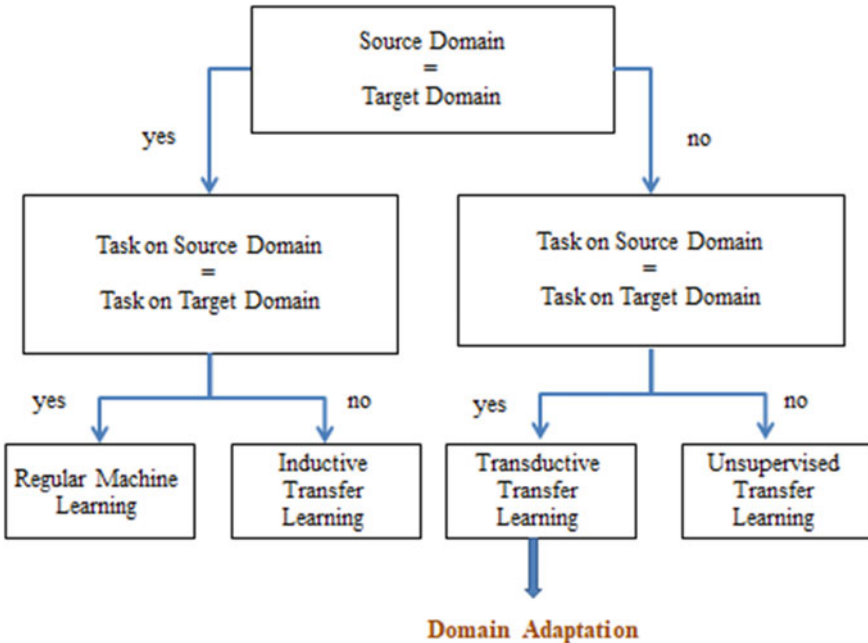 Source Domain
=
Target Domain
yes
no
Task on Source Domain
=
Task on Target Domain
Task on Source Domain
=
Task on Target Domain
yes
no
yes
no
Regular Machine
Learning
Inductive
Transfer
Learning
Transductive
Transfer
Learning
Unsupervised
Transfer
Learning
Domain Adaptation